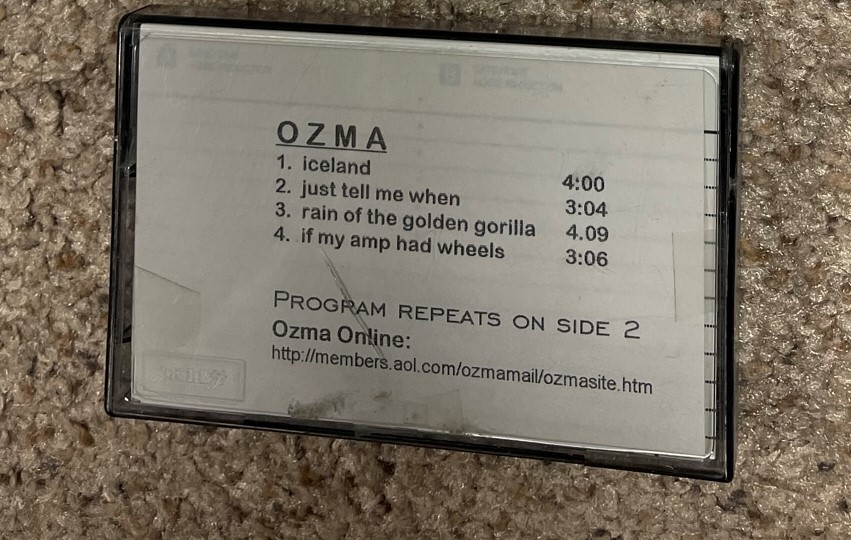 OZMA
1. iceland 4:00
2. just tell me when 3:04
3. rain of the golden gorilla 4.09
4. if my amp had wheels 3:06
PROGRAM REPEATS ON SIDE 2
Ozma Online:
http://members.aol.com/ozmamail/ozmasite.htm